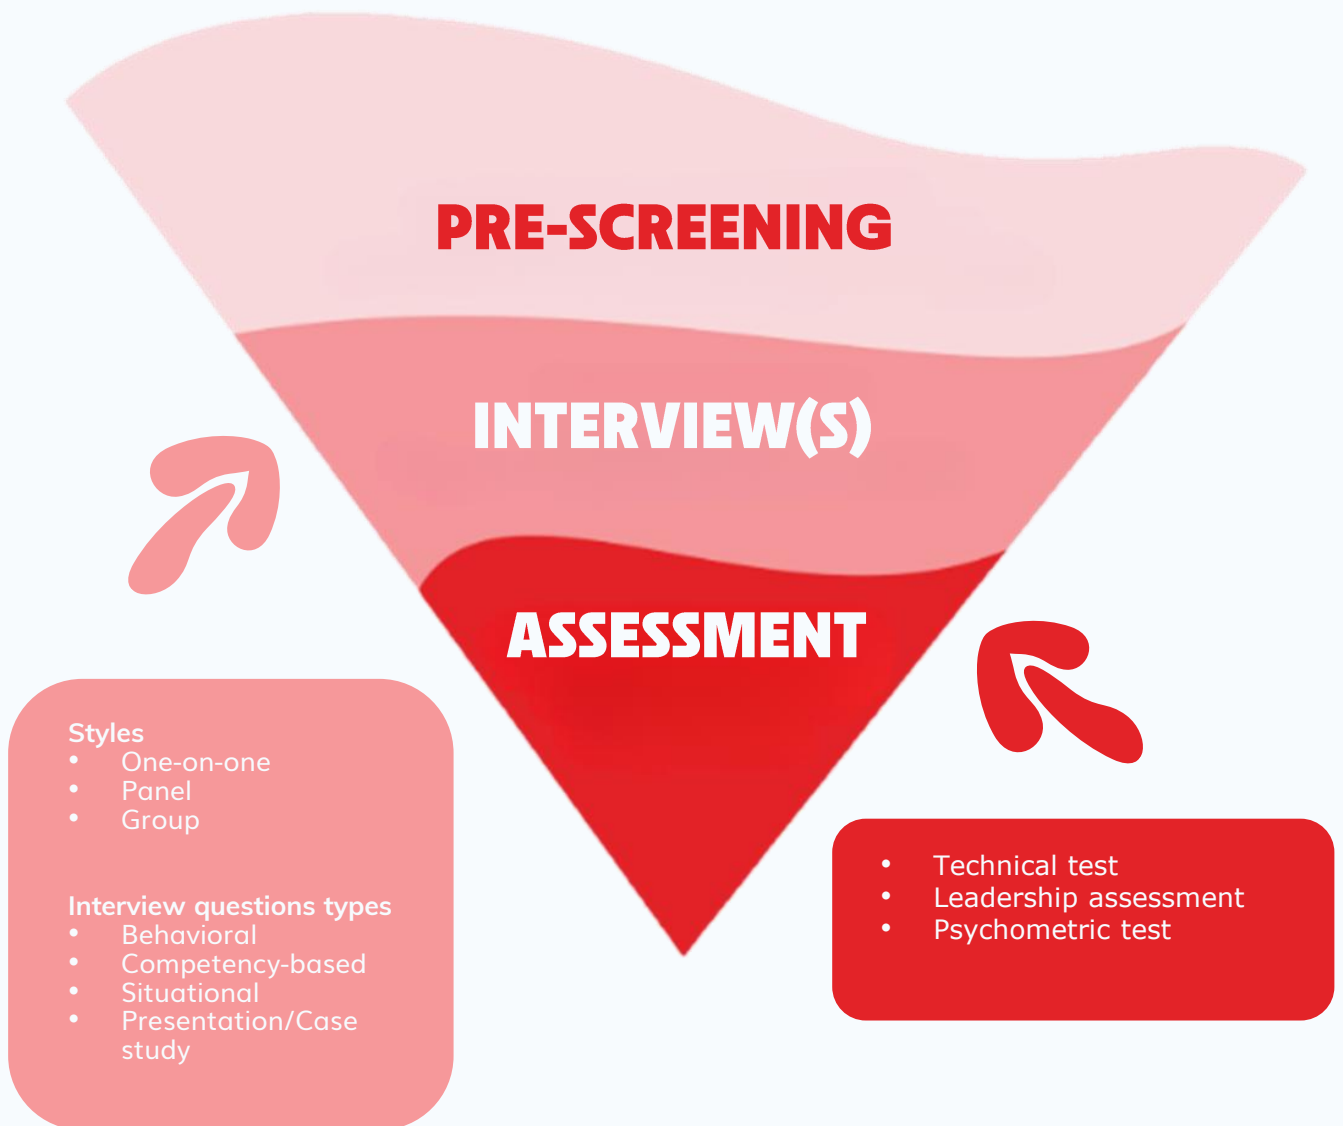 PRE-SCREENING
INTERVIEW(S)
ASSESSMENT
Styles
• One-on-one
• Panel
• Group
Interview questions types
• Behavioral
• Competency-based
• Situational
• Presentation/Case
study
• Technical test
• Leadership assessment
• Psychometric test